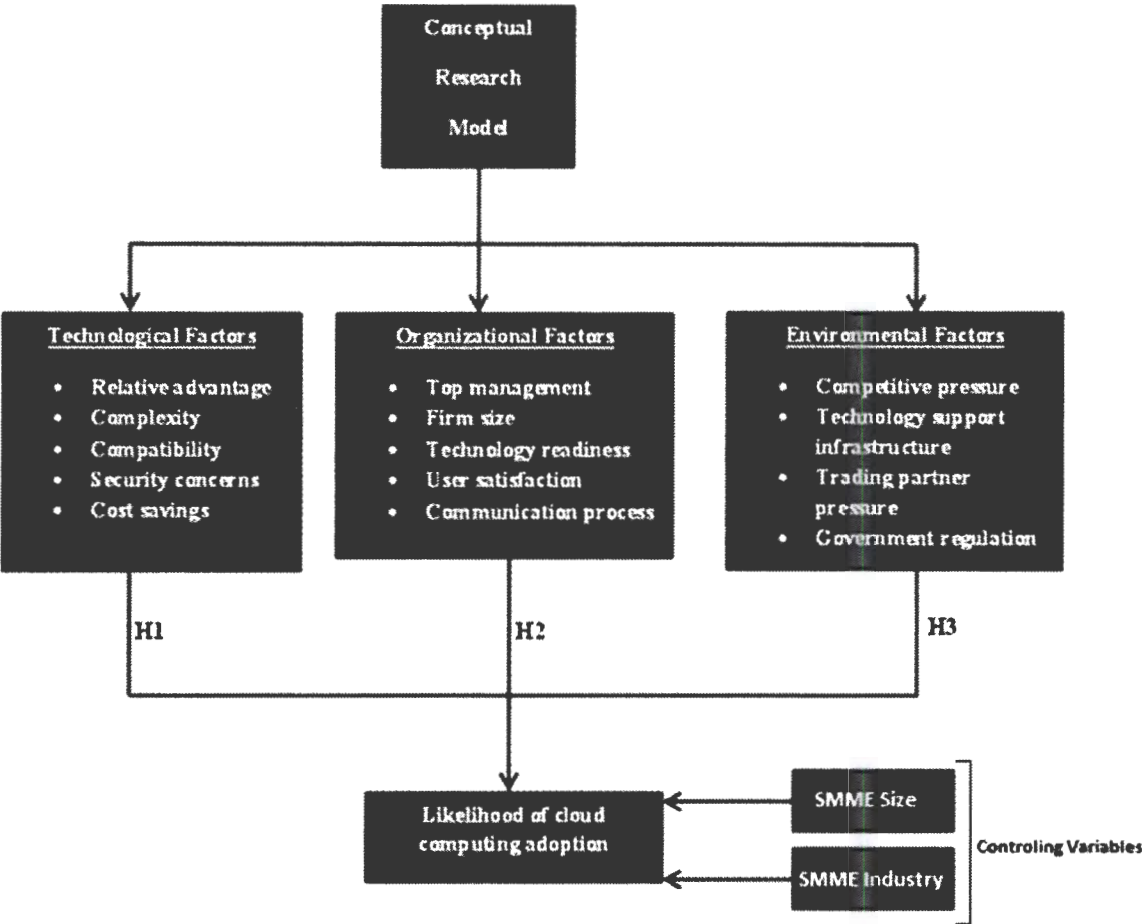 Conceptual
Research
Model
Technological Factors
• Relative advantage
• Complexity
• Compatibility
• Security concerns
• Cost savings
Organizational Factors
• Top management
• Firm size
• Technology readiness
• User satisfaction
• Communication process
Environmental Factors
• Competitive pressure
• Technology support
infrastructure
• Trading partner
pressure
• Government regulation
H1
H2
H3
Likelihood of cloud
computing adoption
SMME Size
SMME Industry
Controling Variables